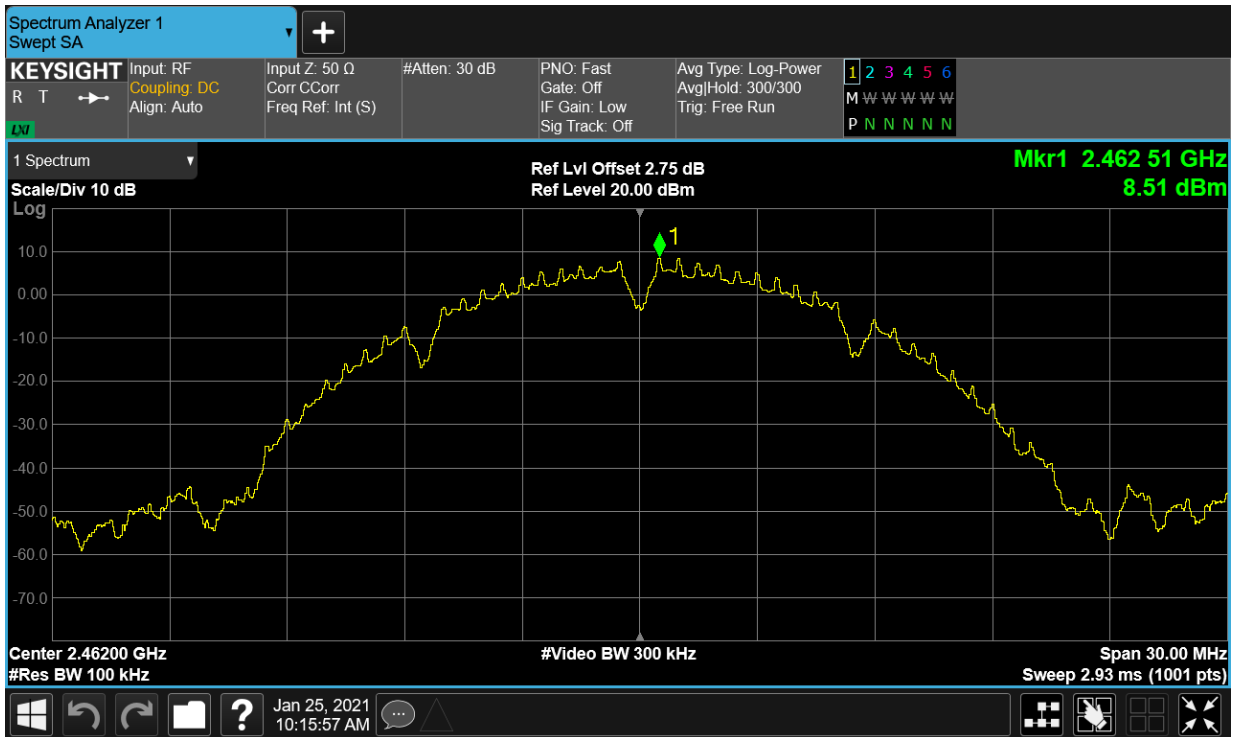 Spectrum Analyzer 1
Swept SA
KEYSIGHT
R T
LXI
Input: RF
Coupling: DC
Align: Auto
Input Z: 50 Ω
Corr CCorr
Freq Ref: Int (S)
#Atten: 30 dB
PNO: Fast
Gate: Off
IF Gain: Low
Sig Track: Off
Avg Type: Log-Power
Avg|Hold: 300/300
Trig: Free Run
1 2 3 4 5 6
M W W W W W
P N N N N N
1 Spectrum
Scale/Div 10 dB
Log
Ref Lvl Offset 2.75 dB
Ref Level 20.00 dBm
Mkr1 2.462 51 GHz
8.51 dBm
1
10.0
0.00
-10.0
-20.0
-30.0
-40.0
-50.0
-60.0
-70.0
Center 2.46200 GHz
#Res BW 100 kHz
#Video BW 300 kHz
Span 30.00 MHz
Sweep 2.93 ms (1001 pts)
?
Jan 25, 2021
10:15:57 AM